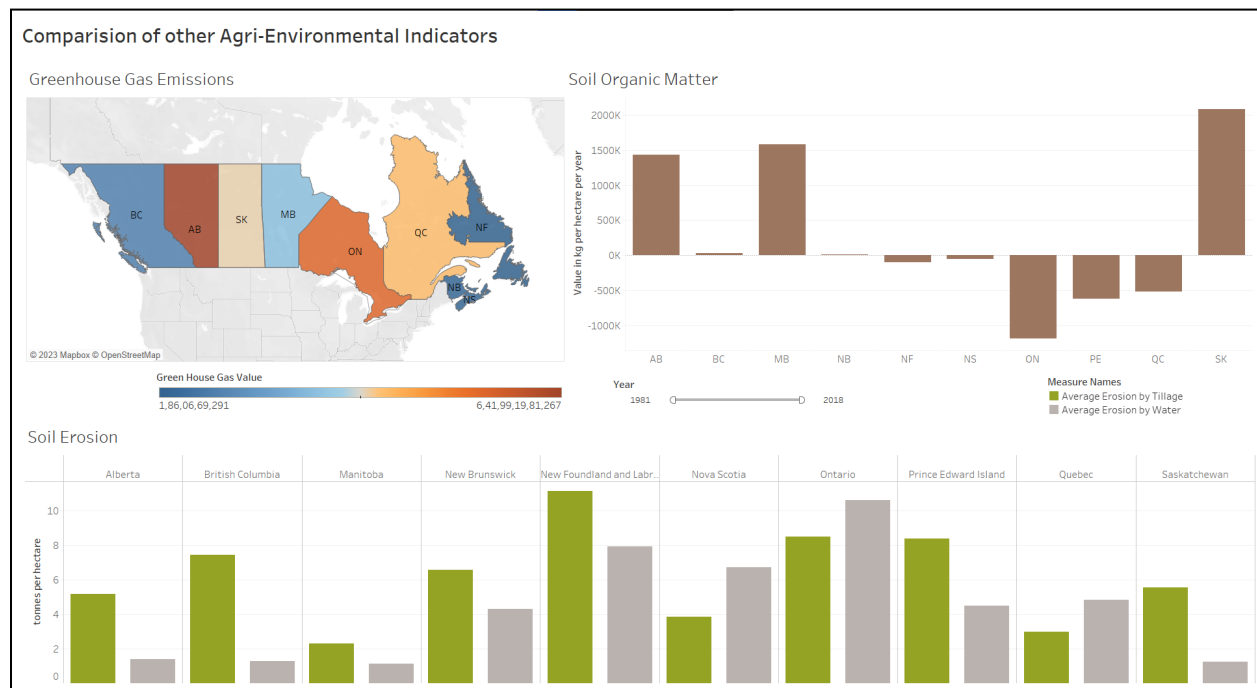 Comparision of other Agri-Environmental Indicators
Greenhouse Gas Emissions
BC
AB
SK
MB
ON
QC
NF
NB
NS
© 2023 Mapbox © OpenStreetMap
Green House Gas Value
1,86,06,69,291 6,41,99,19,81,267
Soil Organic Matter
Value in kg per hectare per year
2000K
1500K
1000K
500K
0K
-500K
-1000K
AB BC MB NB NF NS ON PE QC SK
Year
1981 2018
Measure Names
Average Erosion by Tillage
Average Erosion by Water
Soil Erosion
Alberta British Columbia Manitoba New Brunswick New Foundland and Labr.. Nova Scotia Ontario Prince Edward Island Quebec Saskatchewan
tonnes per hectare
10
8
6
4
2
0